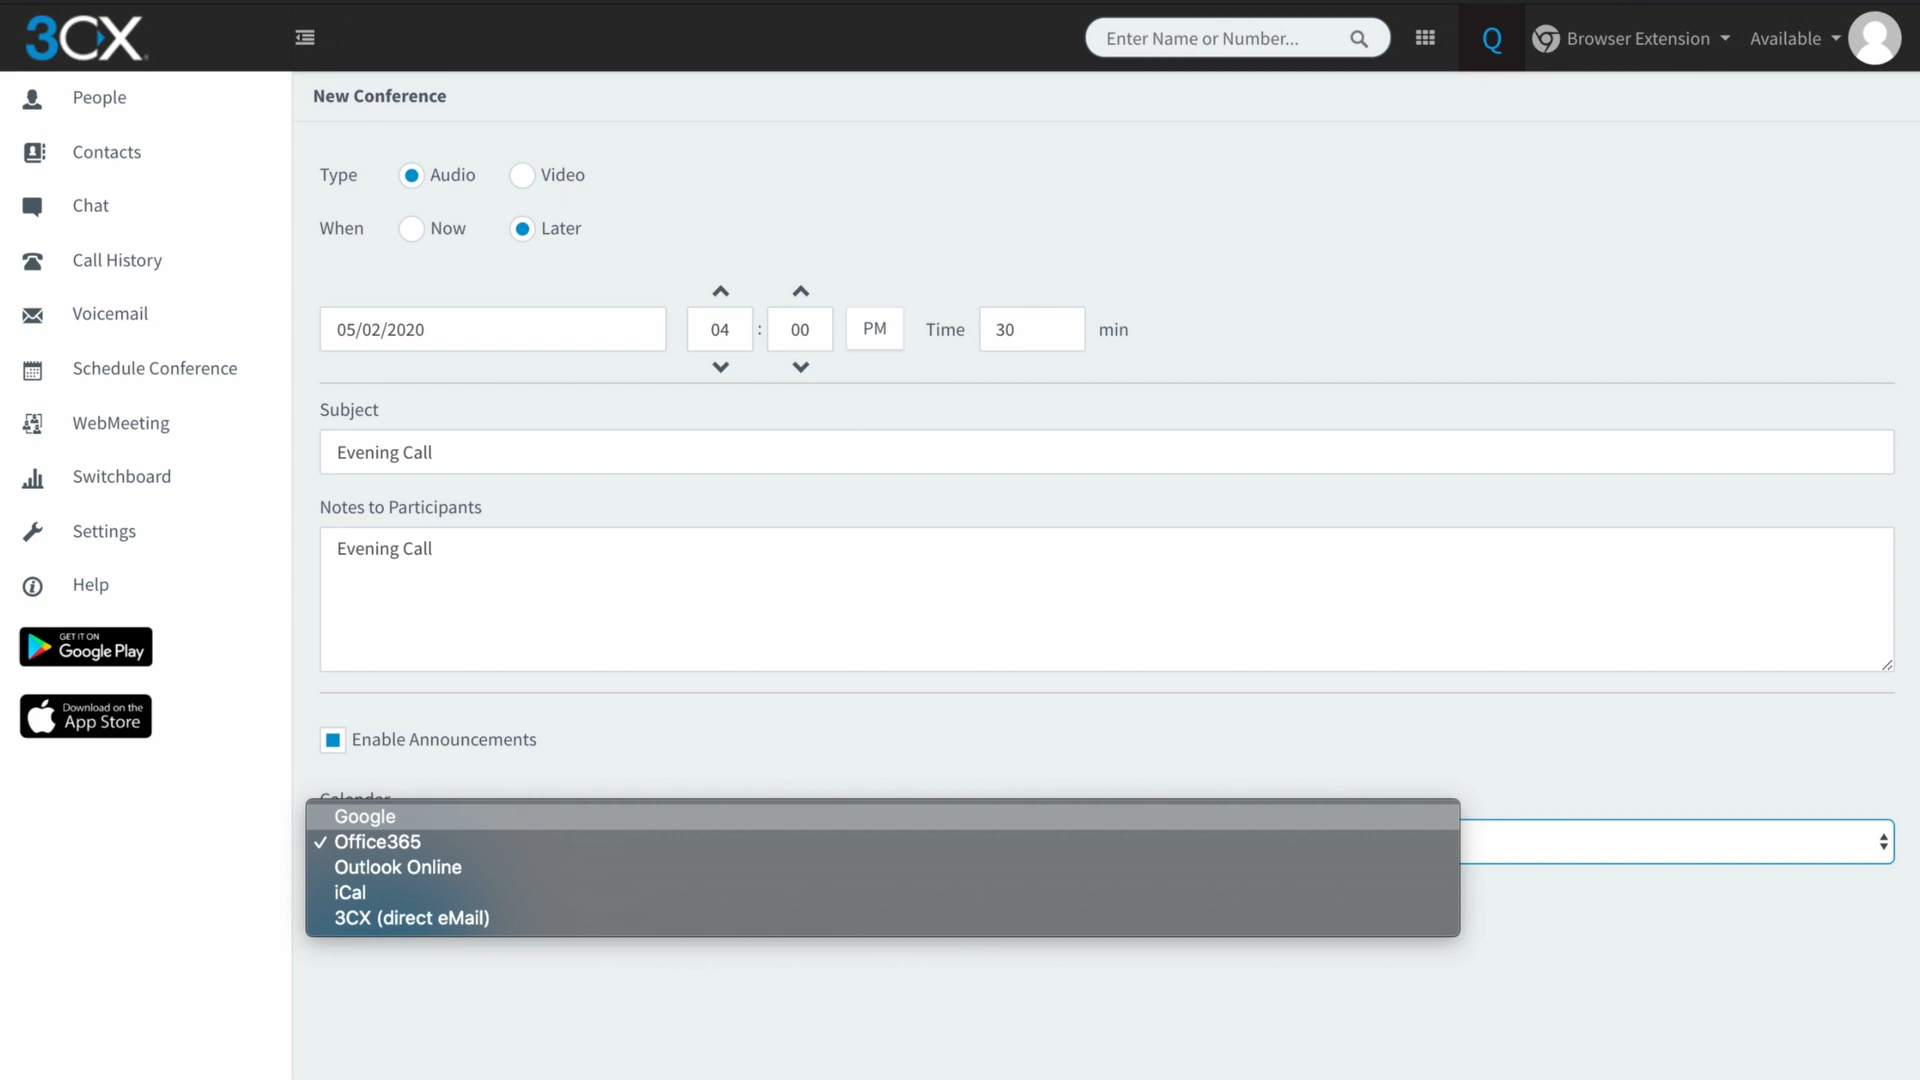 3CX
Enter Name or Number...
Q
Browser Extension
Available
People
Contacts
Chat
Call History
Voicemail
Schedule Conference
WebMeeting
Switchboard
Settings
Help
GET IT ON
Google Play
Download on the
App Store
New Conference
Type Audio Video
When Now Later
05/02/2020 04 : 00 PM Time 30 min
Subject
Evening Call
Notes to Participants
Evening Call
Enable Announcements
Calendar
Google
✓ Office365
Outlook Online
iCal
3CX (direct eMail)